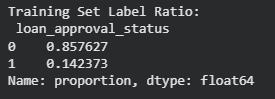 Training Set Label Ratio:
 loan_approval_status
0    0.857627
1    0.142373
Name: proportion, dtype: float64